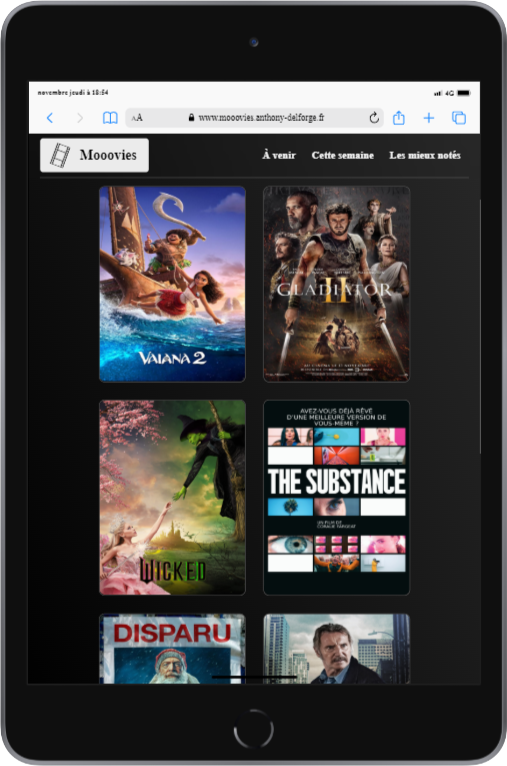 novembre jeudi à 18:54
4G
AA
www.mooovies.anthony-delforge.fr
Mooovies
À venir
Cette semaine
Les mieux notés
VAIANA 2
GLADIATOR
II
WICKED
AVEZ-VOUS DÉJÀ RÊVÉ
D'UNE MEILLEURE VERSION DE
VOUS-MÊME ?
THE SUBSTANCE
UN FILM DE
CORALIE FARGEAT
DISPARU